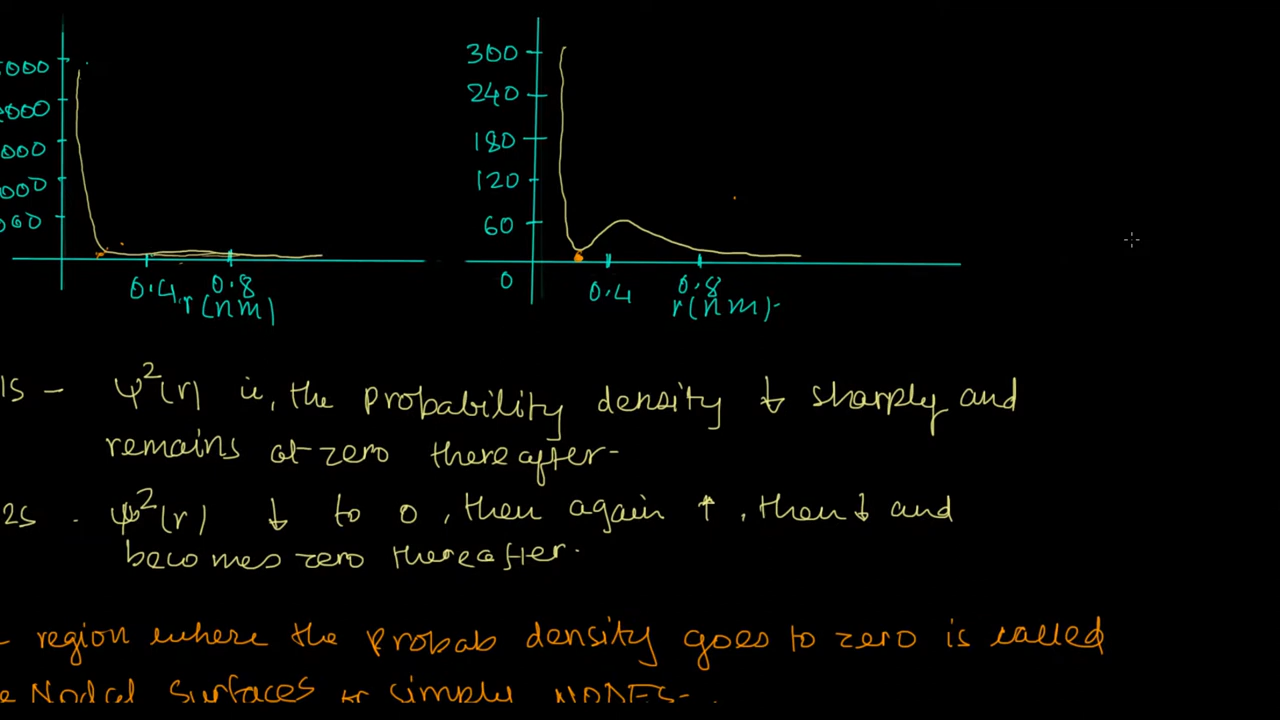 300
240
180
120
60
0
000
000
000
000
0.4 0.8
r(nm)
0.4 0.8
r(nm)
1S - ψ²(r) ie, the probability density ↓ sharply and
remains at zero thereafter-
2S - ψ²(r) ↓ to 0, then again ↑, then ↓ and
becomes zero thereafter.
region where the probab density goes to zero is called
Nodal Surfaces or simply NODES-